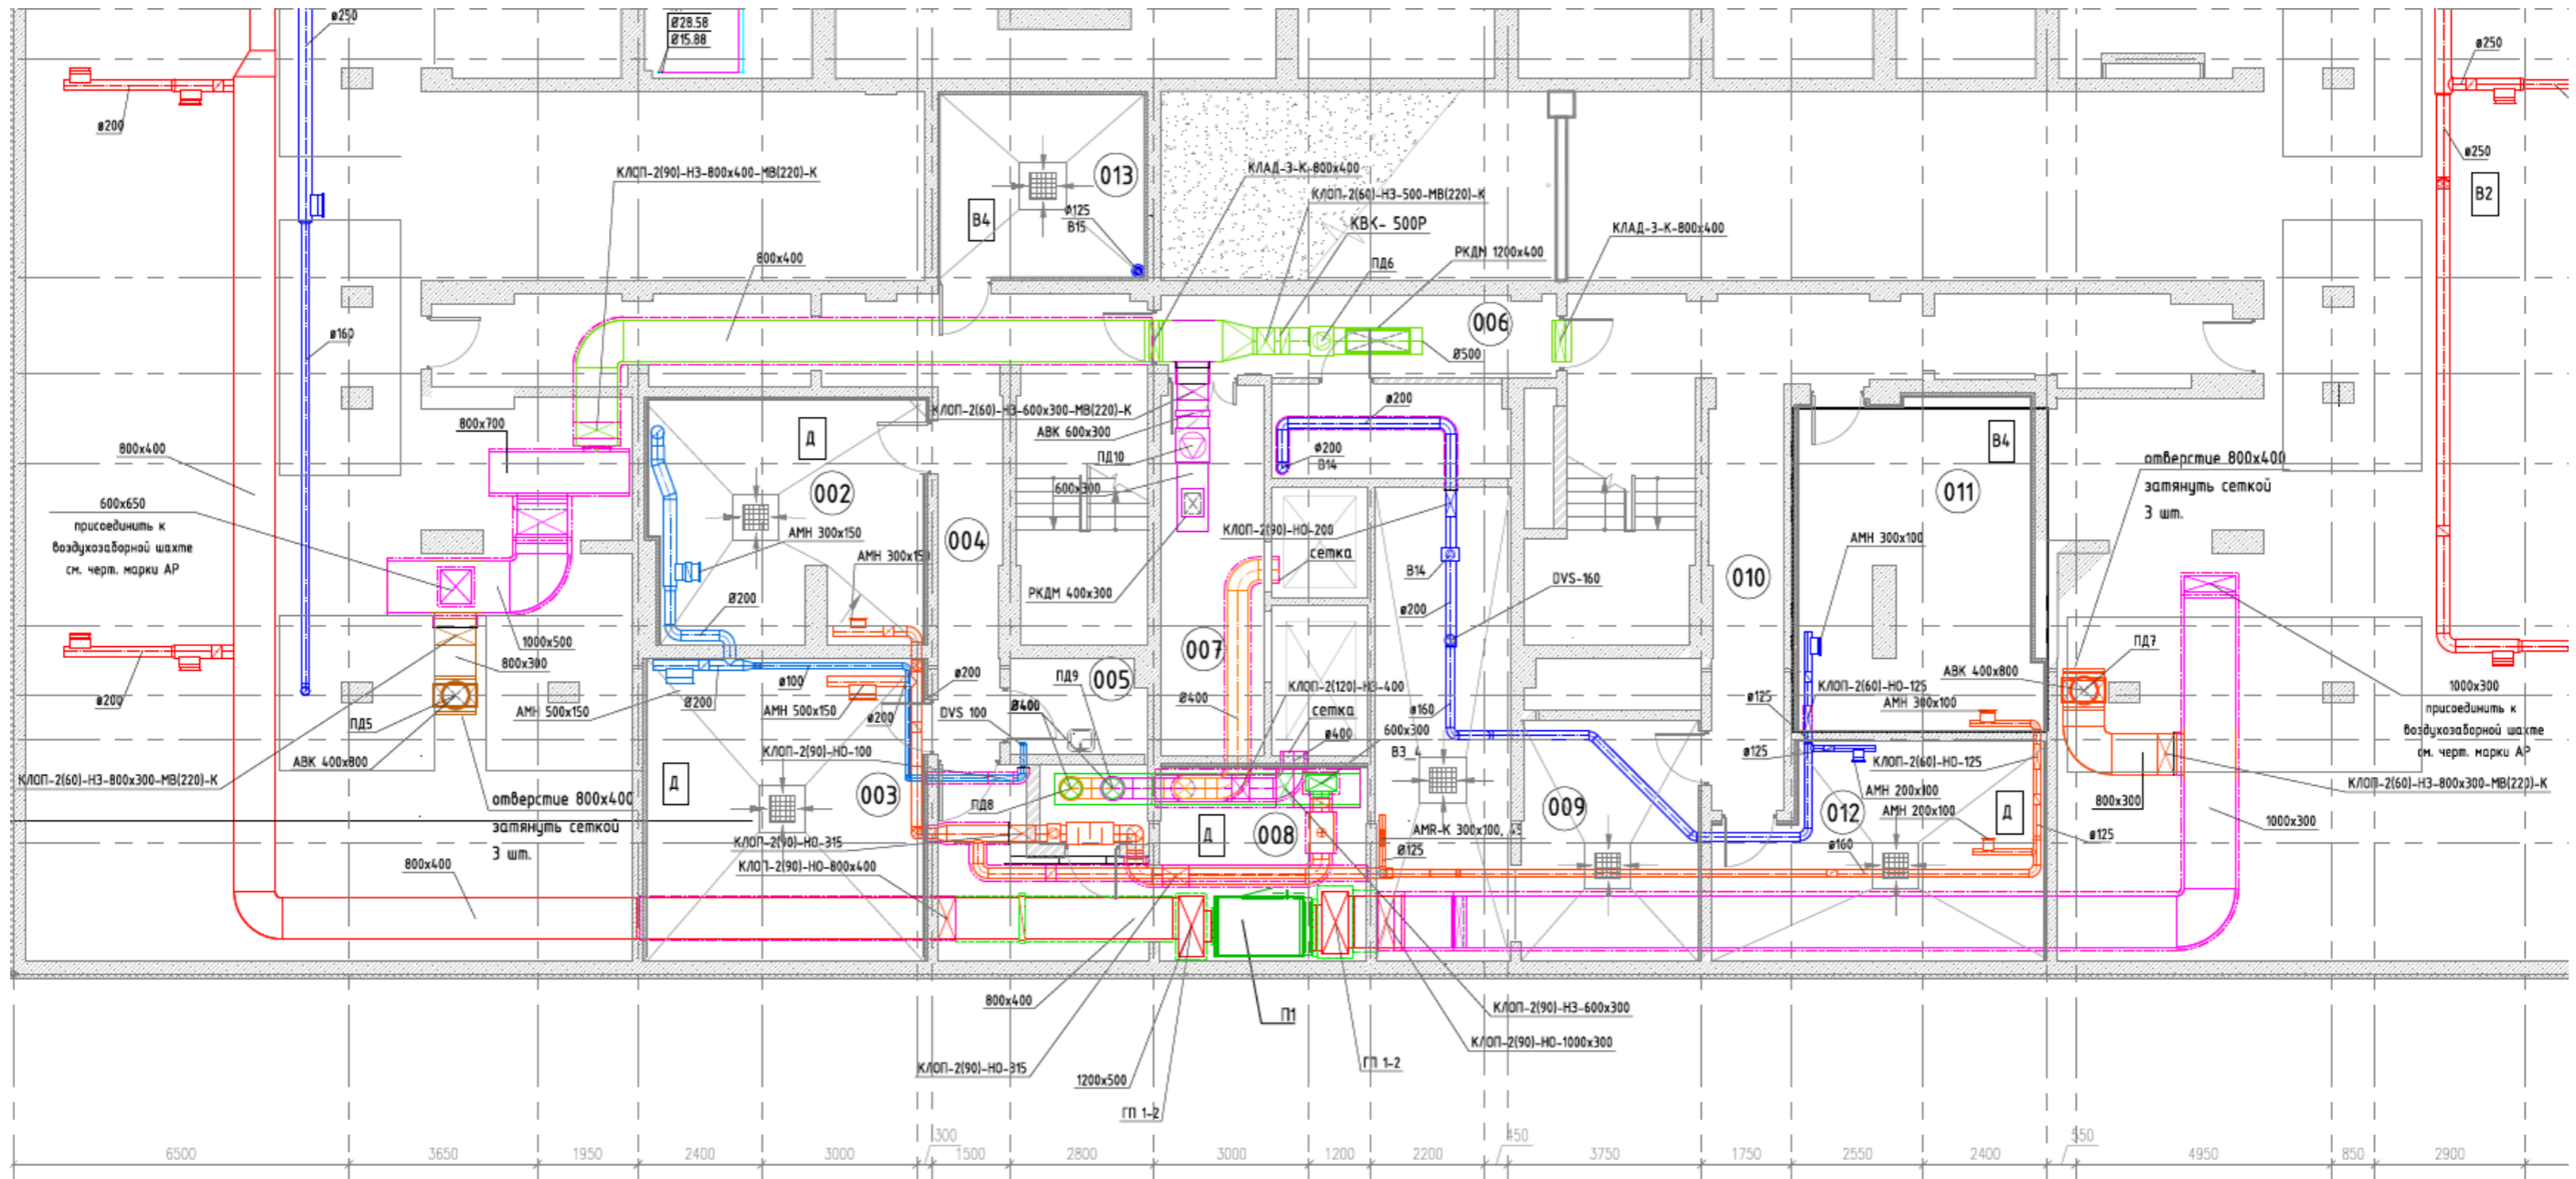 ø250
Ø28.58
Ø15.88
ø250
ø200
ø250
В2
КЛОП-2(90)-НЗ-800х400-МВ(220)-К
КЛАД-3-К-800х400
013
КЛОП-2(60)-НЗ-500-МВ(220)-К
В4
Ø125
В15
КВК- 500Р
КЛАД-3-К-800х400
800х400
ПД6
РКДМ 1200х400
006
ø160
Ø500
КЛОП-2(60)-НЗ-600х300-МВ(220)-К
ø200
800х700
Д
АВК 600х300
В4
800х400
ПД10
ø200
В14
отверстие 800х400
затянуть сеткой
3 шт.
600х300
002
011
600х650
присоединить к
воздухозаборной шахте
см. черт. марки АР
АМН 300х150
004
КЛОП-2(90)-НО-200
сетка
АМН 300х100
АМН 300х150
010
В14
DVS-160
РКДМ 400х300
Ø200
ø200
1000х500
800х300
007
ПД7
005
ПД9
АВК 400х800
ø200
ø100
Ø200
ø200
КЛОП-2(120)-НЗ-400
КЛОП-2(60)-НО-125
1000х300
присоединить к
воздухозаборной шахте
см. черт. марки АР
АМН 500х150
АМН 500х150
Ø400
Ø400
сетка
ø160
ø125
АМН 300х100
ПД5
ø200
DVS 100
ø400
600х300
АВК 400х800
КЛОП-2(90)-НО-100
В3_4
ø125
КЛОП-2(60)-НО-125
КЛОП-2(60)-НЗ-800х300-МВ(220)-К
Д
003
КЛОП-2(60)-НЗ-800х300-МВ(220)-К
отверстие 800х400
затянуть сеткой
3 шт.
ПД8
009
АМН 200х100
800х300
012
АМН 200х100
Д
Д
008
AMR-K 300х100,
КЛОП-2(90)-НО-315
Ø125
ø160
ø125
1000х300
800х400
КЛОП-2(90)-НО-800х400
800х400
П1
КЛОП-2(90)-НЗ-600х300
КЛОП-2(90)-НО-1000х300
КЛОП-2(90)-НО-315
1200х500
ГП 1-2
ГП 1-2
300
450
550
6500
3650
1950
2400
3000
1500
2800
3000
1200
2200
3750
1750
2550
2400
4950
850
2900